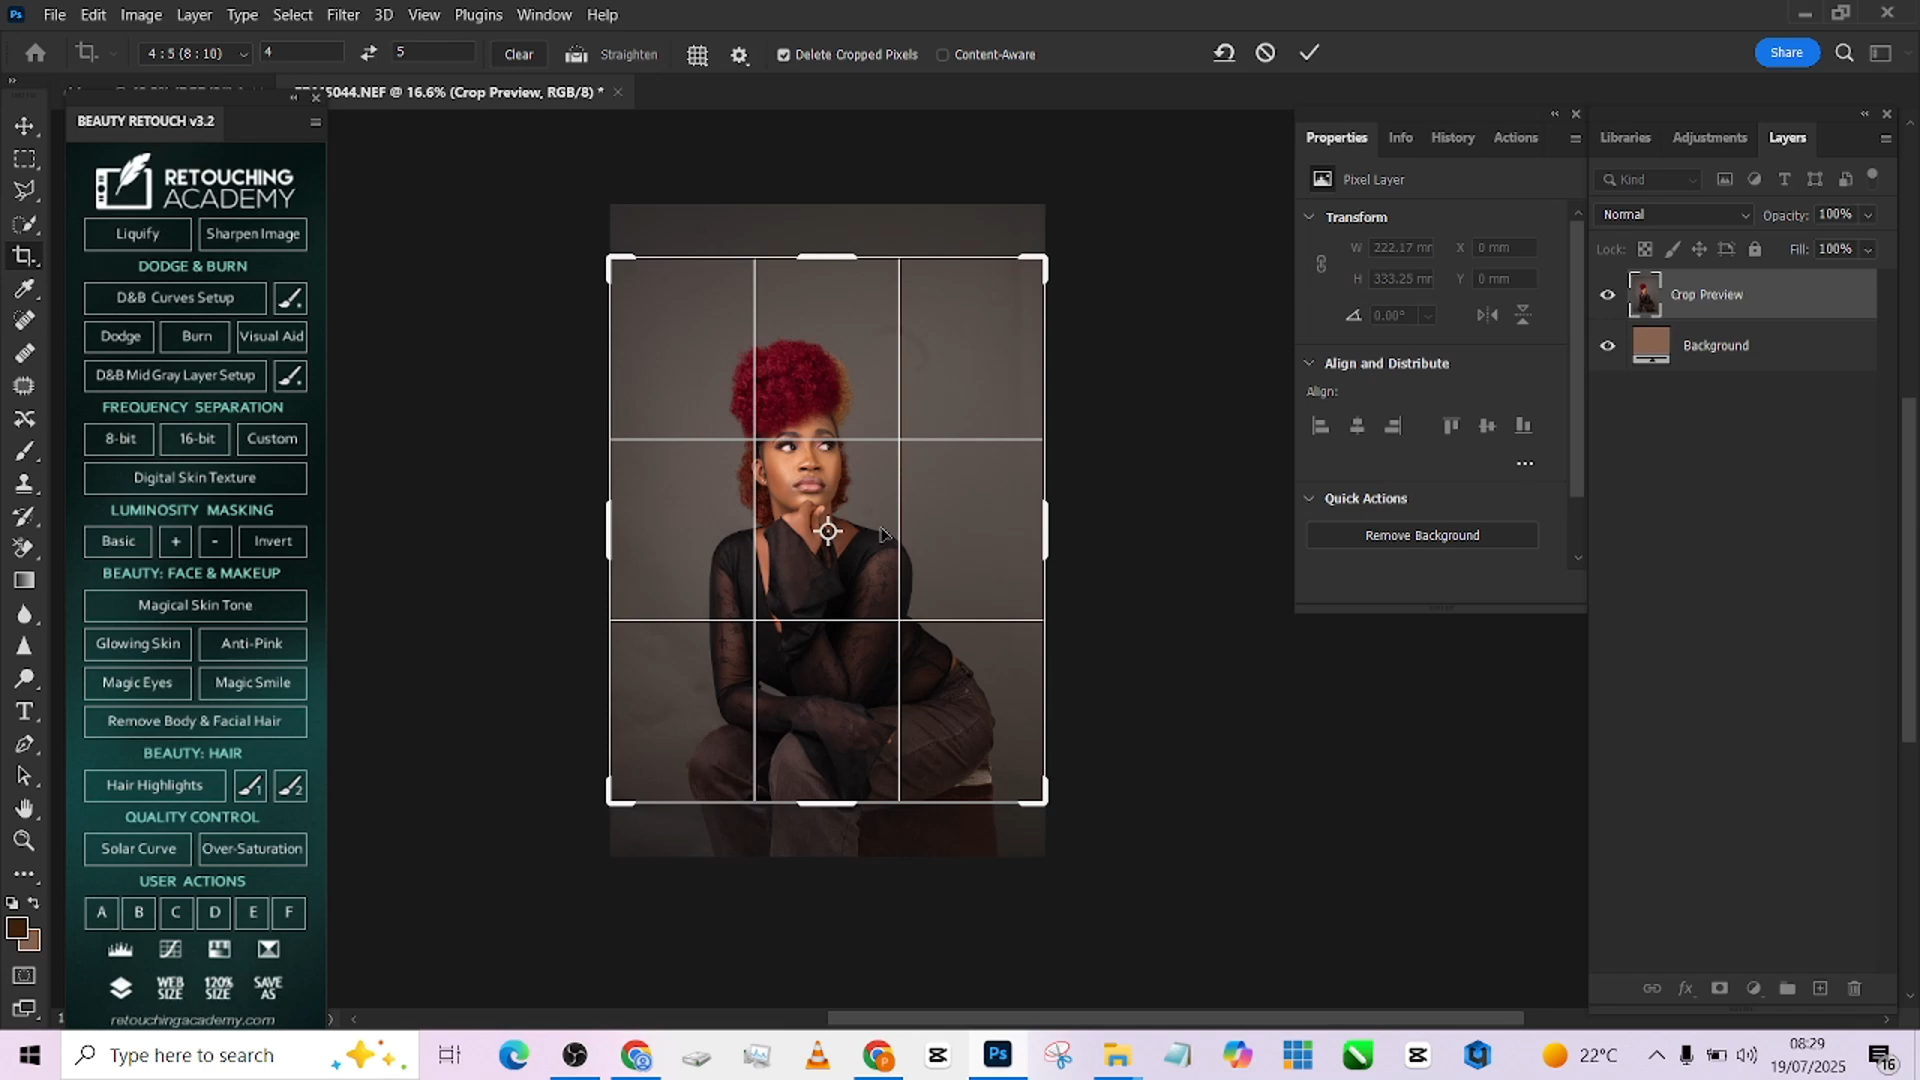 Ps File Edit Image Layer Type Select Filter 3D View Plugins Window Help
4 : 5 (8 : 10) 4 5 Clear Straighten Delete Cropped Pixels Content-Aware Share
5044.NEF @ 16.6% (Crop Preview, RGB/8) *
BEAUTY RETOUCH v3.2
RETOUCHING
ACADEMY
Liquify Sharpen Image
DODGE & BURN
D&B Curves Setup
Dodge Burn Visual Aid
D&B Mid Gray Layer Setup
FREQUENCY SEPARATION
8-bit 16-bit Custom
Digital Skin Texture
LUMINOSITY MASKING
Basic + - Invert
BEAUTY: FACE & MAKEUP
Magical Skin Tone
Glowing Skin Anti-Pink
Magic Eyes Magic Smile
Remove Body & Facial Hair
BEAUTY: HAIR
Hair Highlights 1 2
QUALITY CONTROL
Solar Curve Over-Saturation
USER ACTIONS
A B C D E F
WEB SIZE 120% SIZE SAVE AS
retouchingacademy.com
Properties Info History Actions
Pixel Layer
Transform
W 222.17 mr X 0 mm
H 333.25 mr Y 0 mm
0.00°
Align and Distribute
Align:
Quick Actions
Remove Background
Libraries Adjustments Layers
Kind
Normal Opacity: 100%
Lock: Fill: 100%
Crop Preview
Background
Type here to search
Ps
22°C
08:29
19/07/2025
16